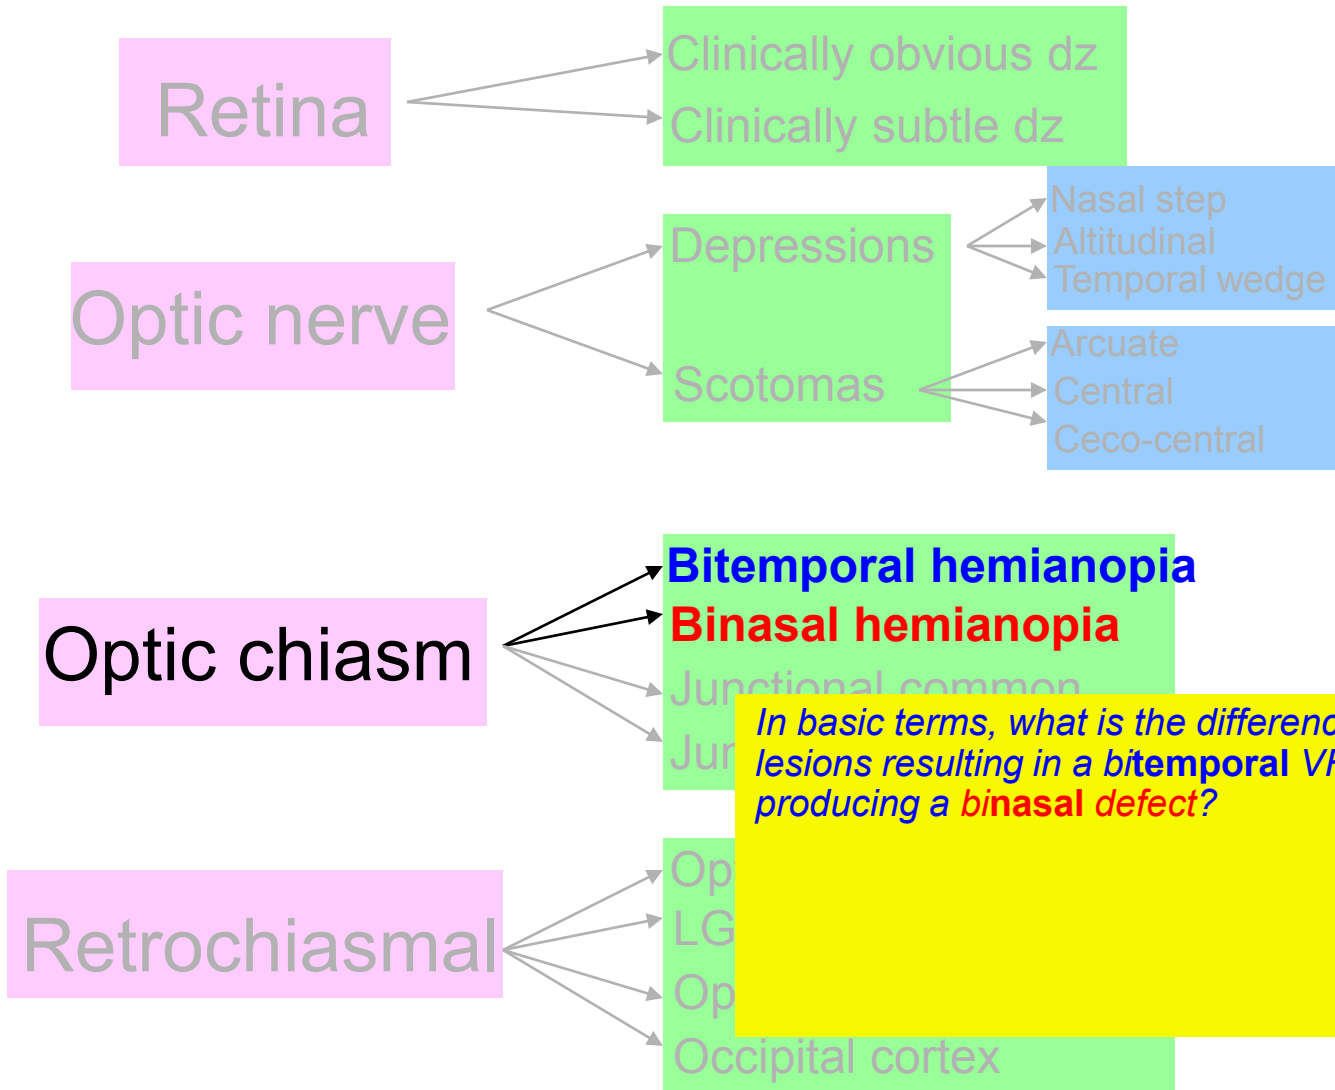 Retina
Clinically obvious dz
Clinically subtle dz
Optic nerve
Depressions
Nasal step
Altitudinal
Temporal wedge
Scotomas
Arcuate
Central
Ceco-central
Optic chiasm
Bitemporal hemianopia
Binasal hemianopia
Junctional common
In basic terms, what is the
lesions resulting in a bitemporal
producing a binasal defect?
Retrochiasmal
Occipital cortex